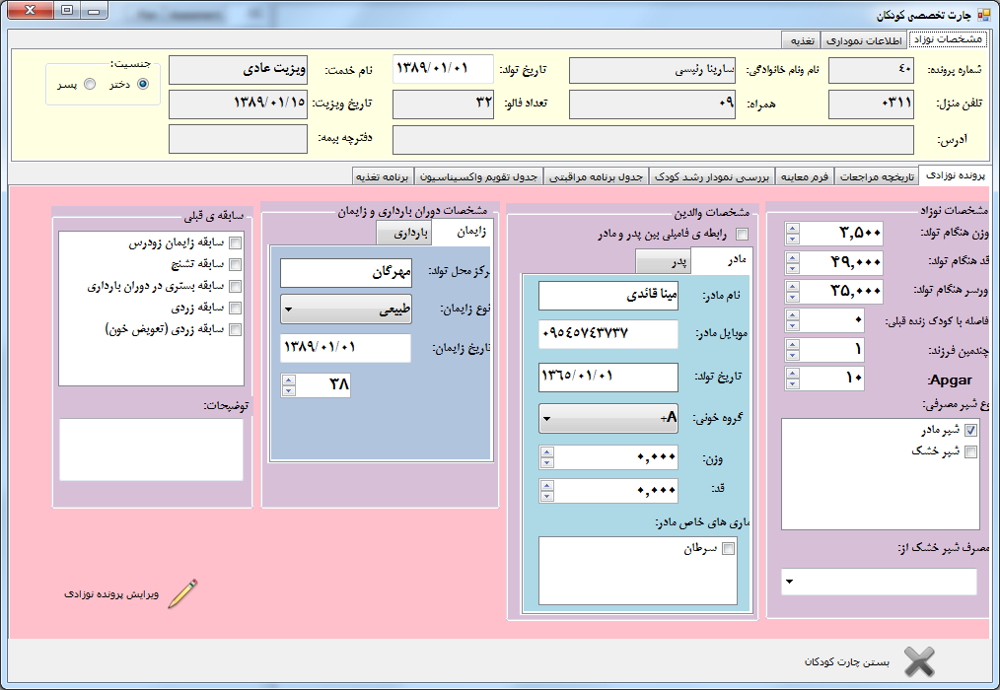 چارت تخصصی کودکان
مشخصات نوزاد
اطلاعات نموداری
تغذیه
شماره پرونده: ۴۰
نام ونام خانوادگی: سارینا رئیسی
تاریخ تولد: ۱۳۸۹/۰۱/۰۱
نام خدمت: ویزیت عادی
جنسیت: دختر پسر
تلفن منزل: ۰۳۱۱
همراه: ۰۹
تعداد فالو: ۳۲
تاریخ ویزیت: ۱۳۸۹/۰۱/۱۵
ادرس:
دفترچه بیمه:
پرونده نوزادی
تاریخچه مراجعات
فرم معاینه
بررسی نمودار رشد کودک
جدول برنامه مراقبتی
جدول تقویم واکسیناسیون
برنامه تغذیه
مشخصات نوزاد
وزن هنگام تولد: ۳,۵۰۰
قد هنگام تولد: ۴۹,۰۰۰
ورسر هنگام تولد: ۳۵,۰۰۰
فاصله با کودک زنده قبلی: ۰
چندمین فرزند: ۱
Apgar: ۱۰
وع شیر مصرفی:
شیر مادر
شیر خشک
مصرف شیر خشک از:
مشخصات والدین
رابطه ی فامیلی بین پدر و مادر
مادر
پدر
نام مادر: مینا قائدی
موبایل مادر: ۰۹۵۴۵۷۴۳۷۳۷
تاریخ تولد: ۱۳۶۵/۰۱/۰۱
گروه خونی: A+
وزن: ۰,۰۰۰
قد: ۰,۰۰۰
ماری های خاص مادر:
سرطان
مشخصات دوران بارداری و زایمان
زایمان
بارداری
رکز محل تولد: مهرگان
نوع زایمان: طبیعی
تاریخ زایمان: ۱۳۸۹/۰۱/۰۱
۳۸
سابقه ی قبلی
سابقه زایمان زودرس
سابقه تشنج
سابقه بستری در دوران بارداری
سابقه زردی
سابقه زردی (تعویض خون)
توضیحات:
ویرایش پرونده نوزادی
بستن چارت کودکان